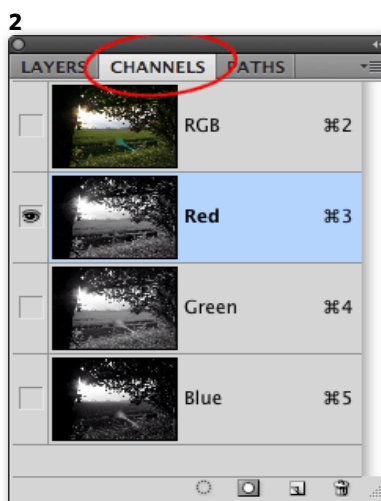 2
LAYERS CHANNELS PATHS
RGB ⌘2
Red ⌘3
Green ⌘4
Blue ⌘5